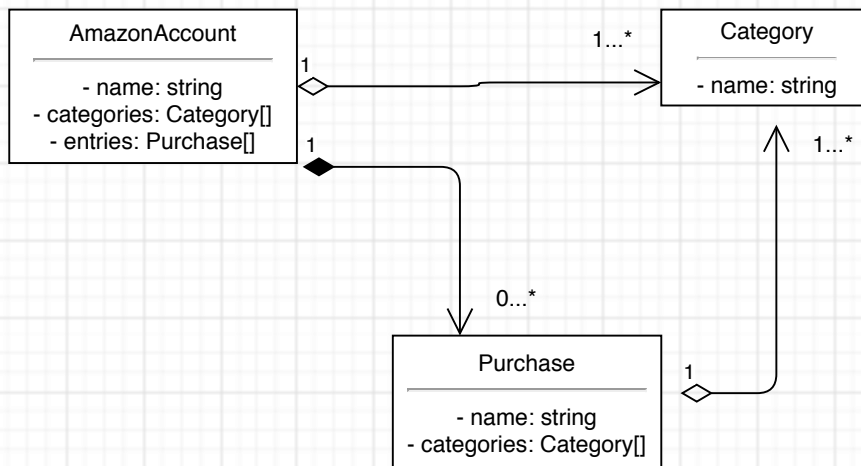 AmazonAccount
- name: string
- categories: Category[]
- entries: Purchase[]
1
1...*
Category
- name: string
1
1...*
0...*
Purchase
- name: string
- categories: Category[]
1